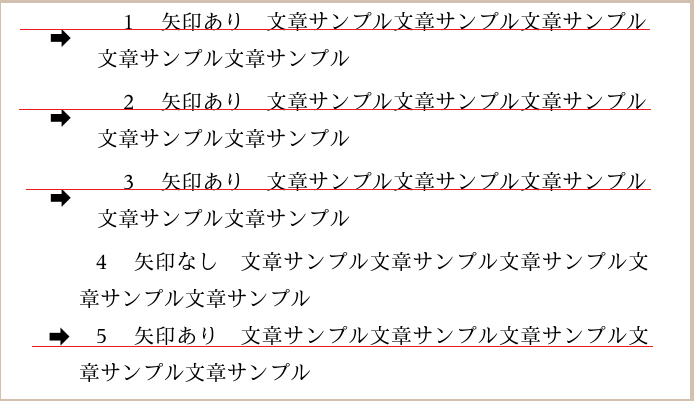 1 矢印あり 文章サンプル文章サンプル文章サンプル
文章サンプル文章サンプル
2 矢印あり 文章サンプル文章サンプル文章サンプル
文章サンプル文章サンプル
3 矢印あり 文章サンプル文章サンプル文章サンプル
文章サンプル文章サンプル
4 矢印なし 文章サンプル文章サンプル文章サンプル文
章サンプル文章サンプル
➡ 5 矢印あり 文章サンプル文章サンプル文章サンプル文
章サンプル文章サンプル